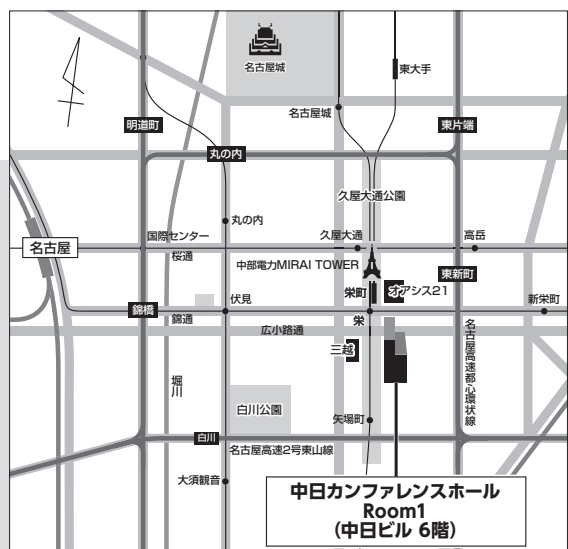 名古屋城
東大手
名古屋城
明道町
東片端
丸の内
久屋大通公園
丸の内
国際センター
久屋大通
高岳
名古屋
桜通
中部電力MIRAI TOWER
東新町
栄町
オアシス21
錦橋
伏見
栄
新栄町
錦通
広小路通
三越
堀川
名古屋高速都心環状線
白川公園
矢場町
白川
名古屋高速2号東山線
大須観音
中日カンファレンスホール
Room1
(中日ビル 6階)